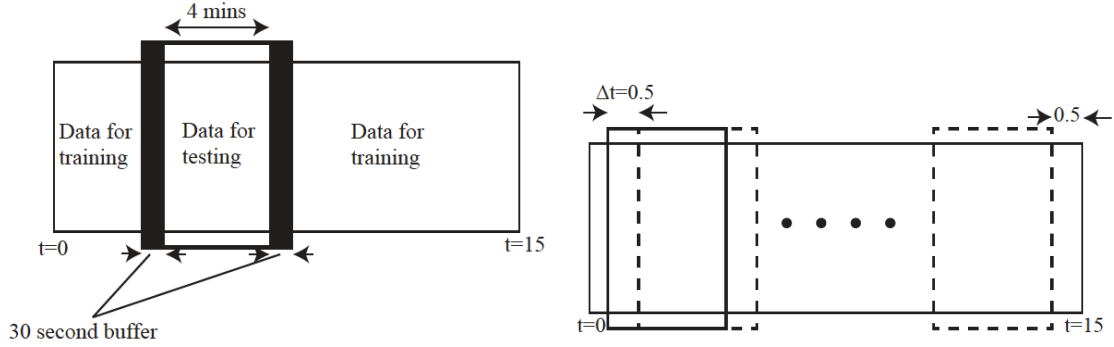 4 mins
Data for
training
Data for
testing
Data for
training
t=0
t=15
30 second buffer
Δt=0.5
0.5
t=0
t=15